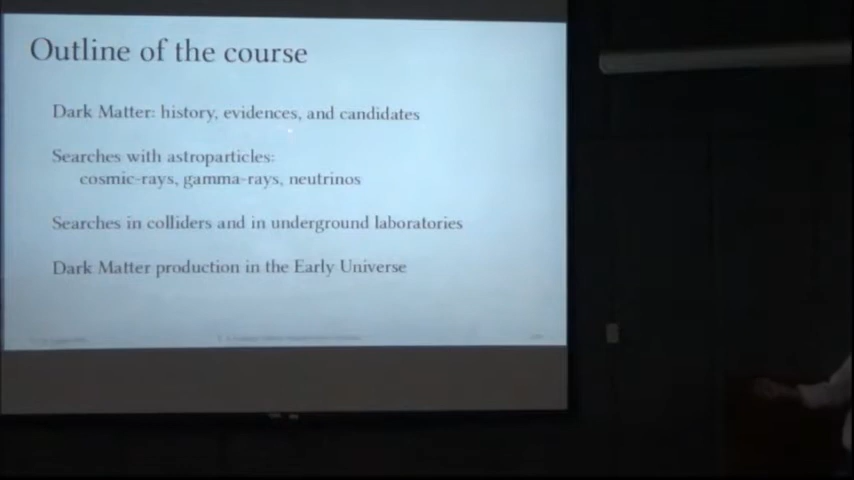 Outline of the course
Dark Matter: history, evidences, and candidates
Searches with astroparticles:
cosmic-rays, gamma-rays, neutrinos
Searches in colliders and in underground laboratories
Dark Matter production in the Early Universe